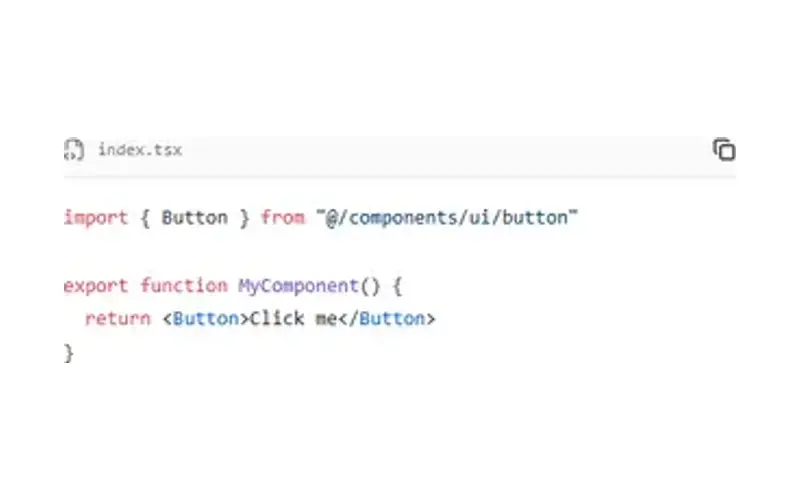 index.tsx
import { Button } from "@/components/ui/button"
export function MyComponent() {
  return <Button>Click me</Button>
}